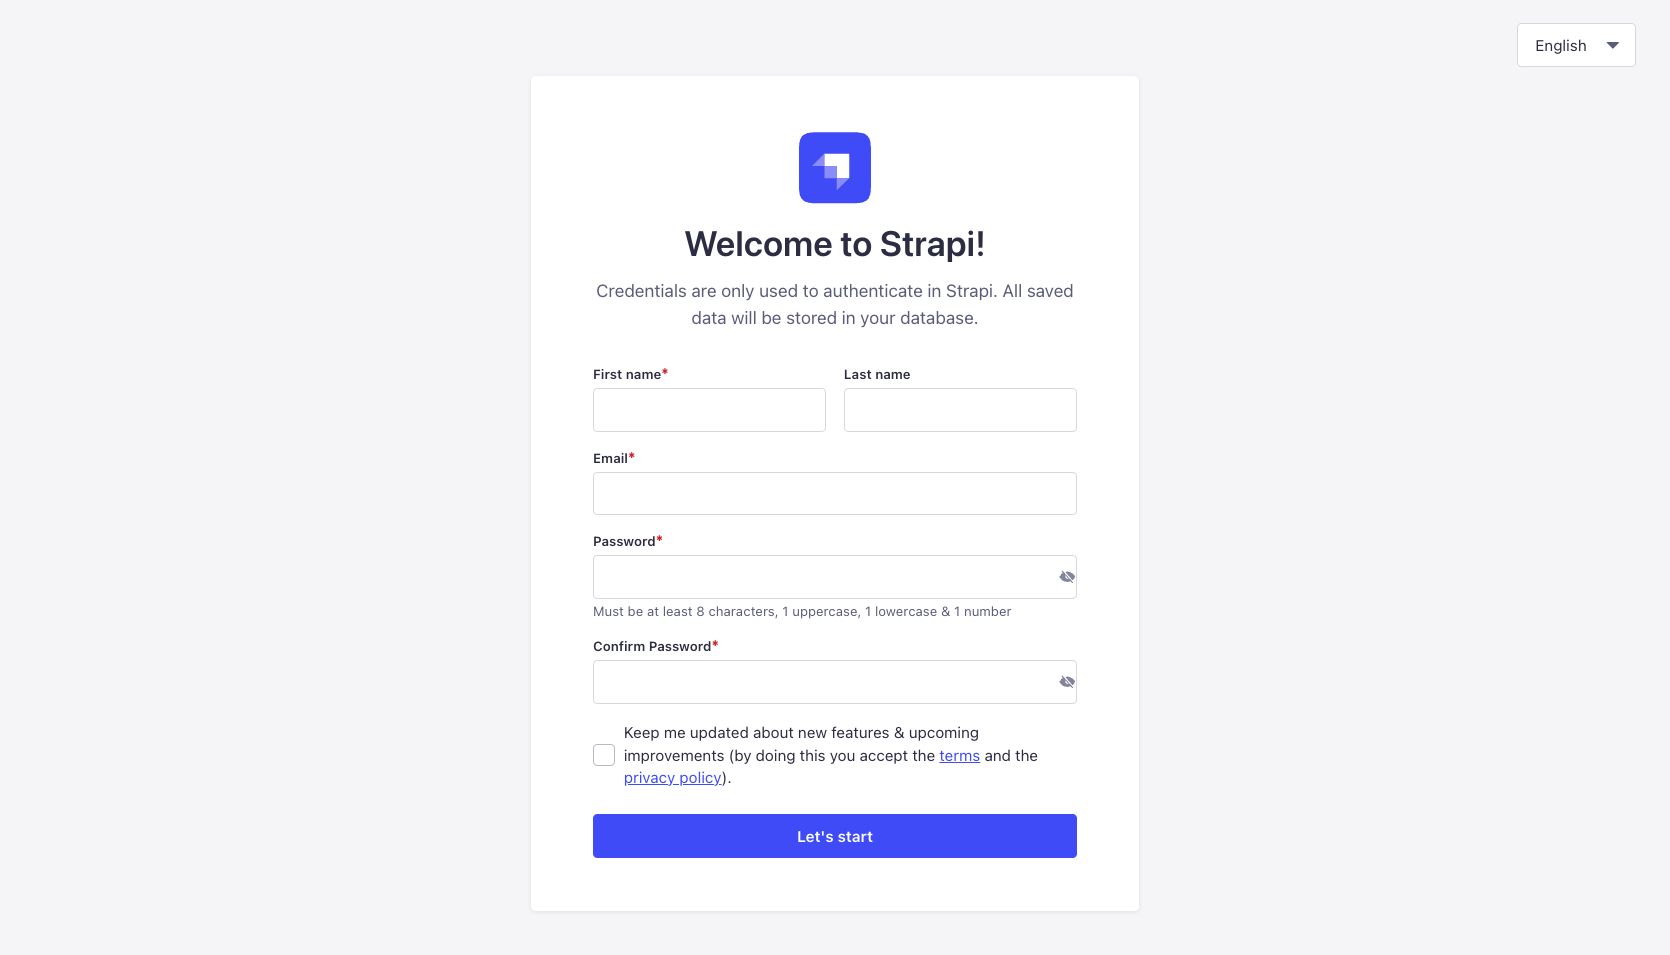 English
Welcome to Strapi!
Credentials are only used to authenticate in Strapi. All saved
data will be stored in your database.
First name*
Last name
Email*
Password*
Must be at least 8 characters, 1 uppercase, 1 lowercase & 1 number
Confirm Password*
Keep me updated about new features & upcoming
improvements (by doing this you accept the terms and the
privacy policy).
Let's start